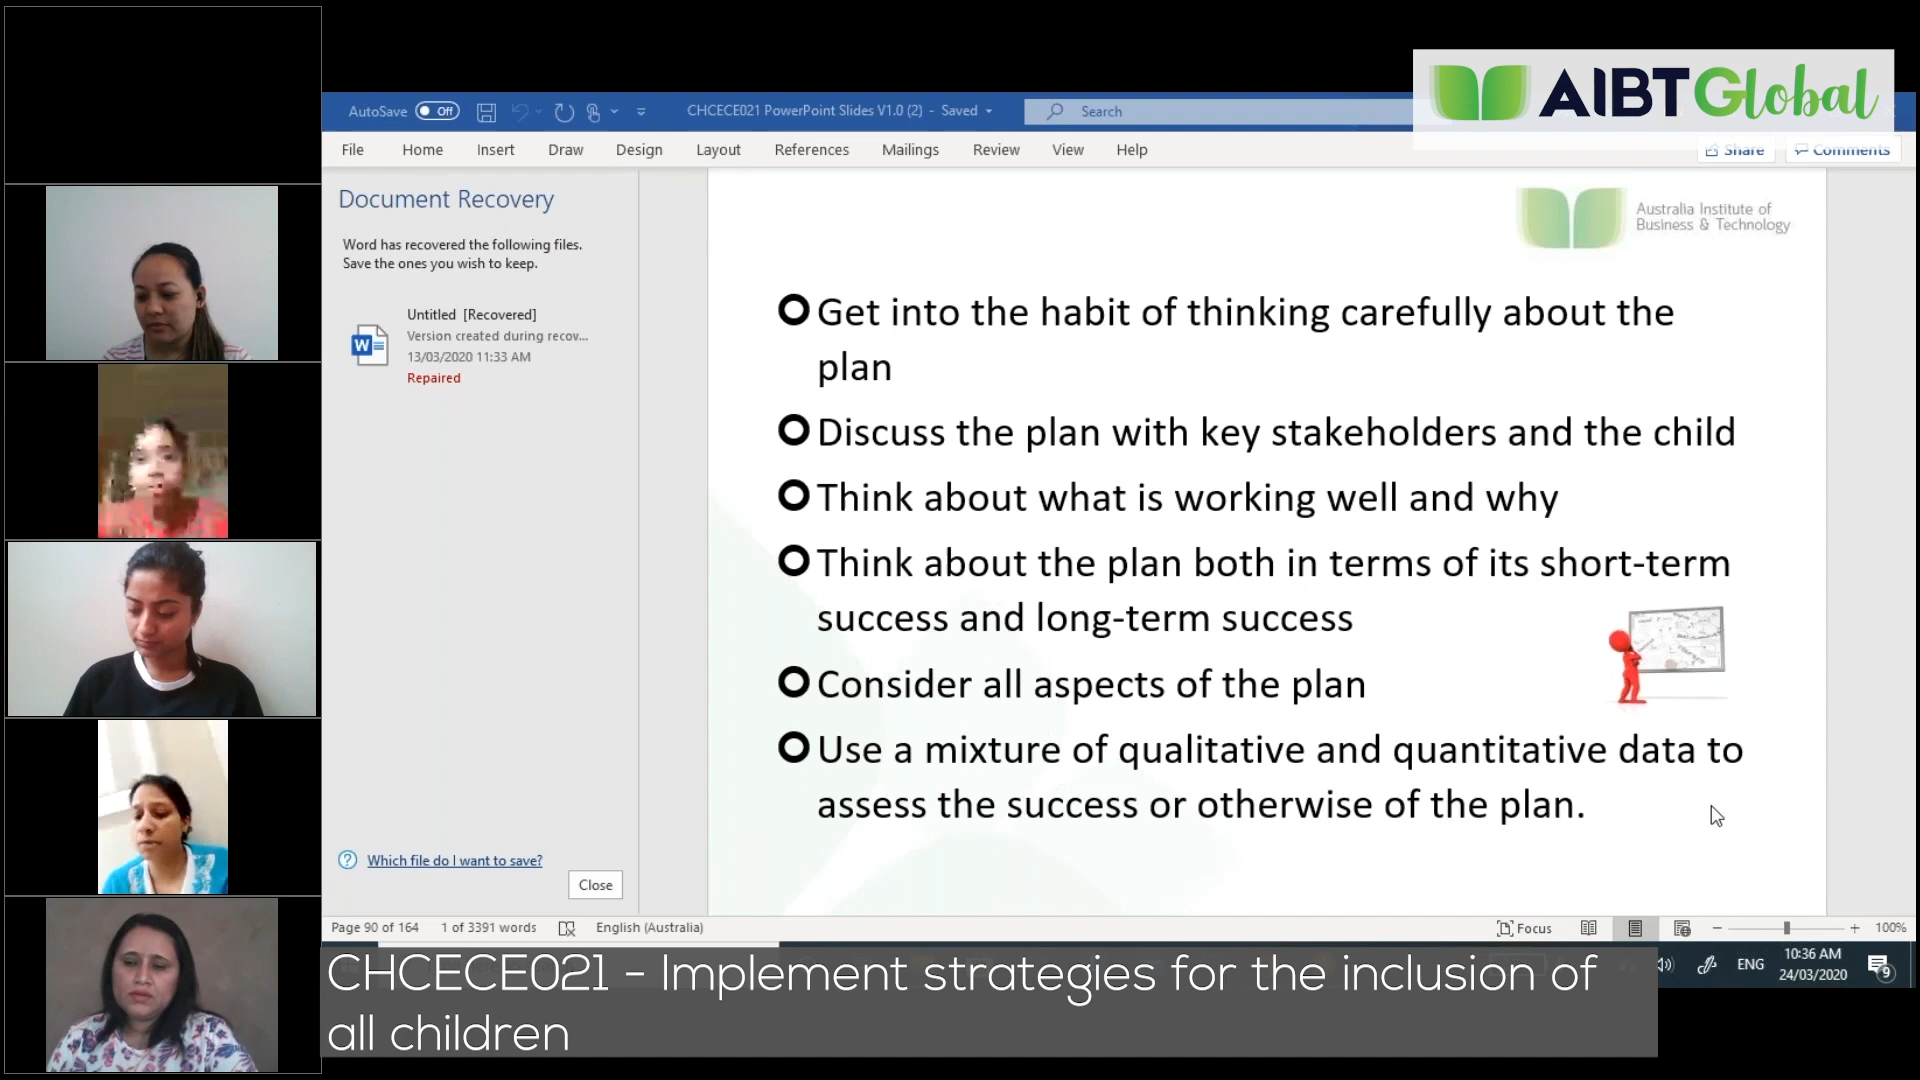 AIBTGlobal
AutoSave Off
CHCECE021 PowerPoint Slides V1.0 (2) - Saved
Search
File Home Insert Draw Design Layout References Mailings Review View Help
Share Comments
Document Recovery
Word has recovered the following files.
Save the ones you wish to keep.
Untitled [Recovered]
Version created during recov...
13/03/2020 11:33 AM
Repaired
Which file do I want to save?
Close
Australia Institute of
Business & Technology
Get into the habit of thinking carefully about the
plan
Discuss the plan with key stakeholders and the child
Think about what is working well and why
Think about the plan both in terms of its short-term
success and long-term success
Consider all aspects of the plan
Use a mixture of qualitative and quantitative data to
assess the success or otherwise of the plan.
Page 90 of 164 1 of 3391 words English (Australia)
Focus
100%
ENG
10:36 AM
24/03/2020
9
CHCECE021 - Implement strategies for the inclusion of
all children